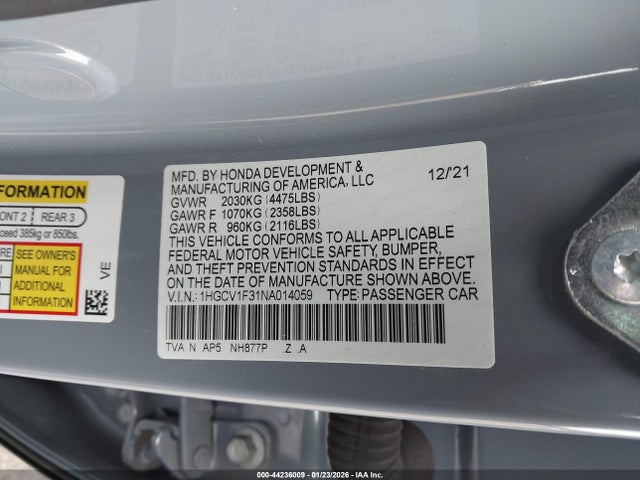 MFD. BY HONDA DEVELOPMENT &
MANUFACTURING OF AMERICA, LLC
12/'21
GVWR 2030KG (4475LBS)
GAWR F 1070KG (2358LBS)
GAWR R 960KG (2116LBS)
THIS VEHICLE CONFORMS TO ALL APPLICABLE
FEDERAL MOTOR VEHICLE SAFETY, BUMPER,
AND THEFT PREVENTION STANDARDS IN EFFECT
ON THE DATE OF MANUFACTURE SHOWN ABOVE.
V.I.N.: 1HGCV1F31NA014059 TYPE: PASSENGER CAR
TVA N AP5 NH877P .Z .A
FORMATION
ONT 2 REAR 3
ceed 385kg or 850lbs.
SEE OWNER'S
MANUAL FOR
ADDITIONAL
INFORMATION
VE
000-44236009 - 01/23/2026 - IAA Inc.